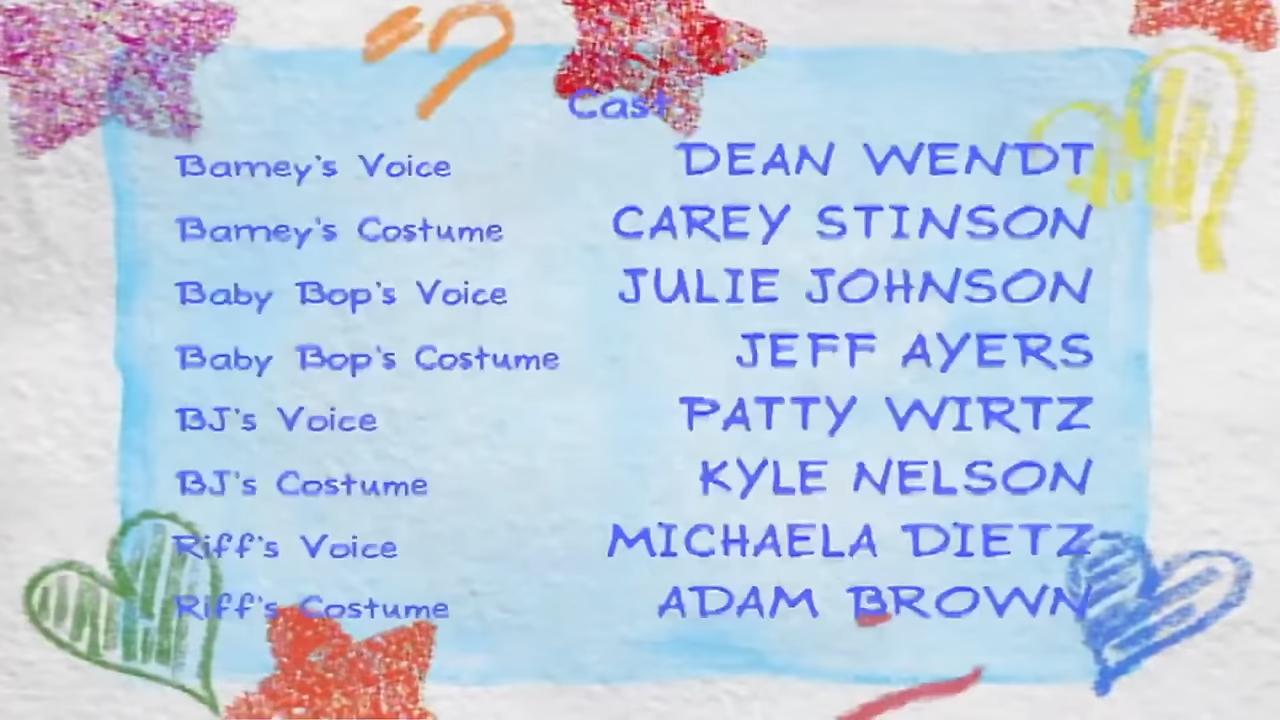 Cast
Barney's Voice DEAN WENDT
Barney's Costume CAREY STINSON
Baby Bop's Voice JULIE JOHNSON
Baby Bop's Costume JEFF AYERS
BJ's Voice PATTY WIRTZ
BJ's Costume KYLE NELSON
Riff's Voice MICHAELA DIETZ
Riff's Costume ADAM BROWN